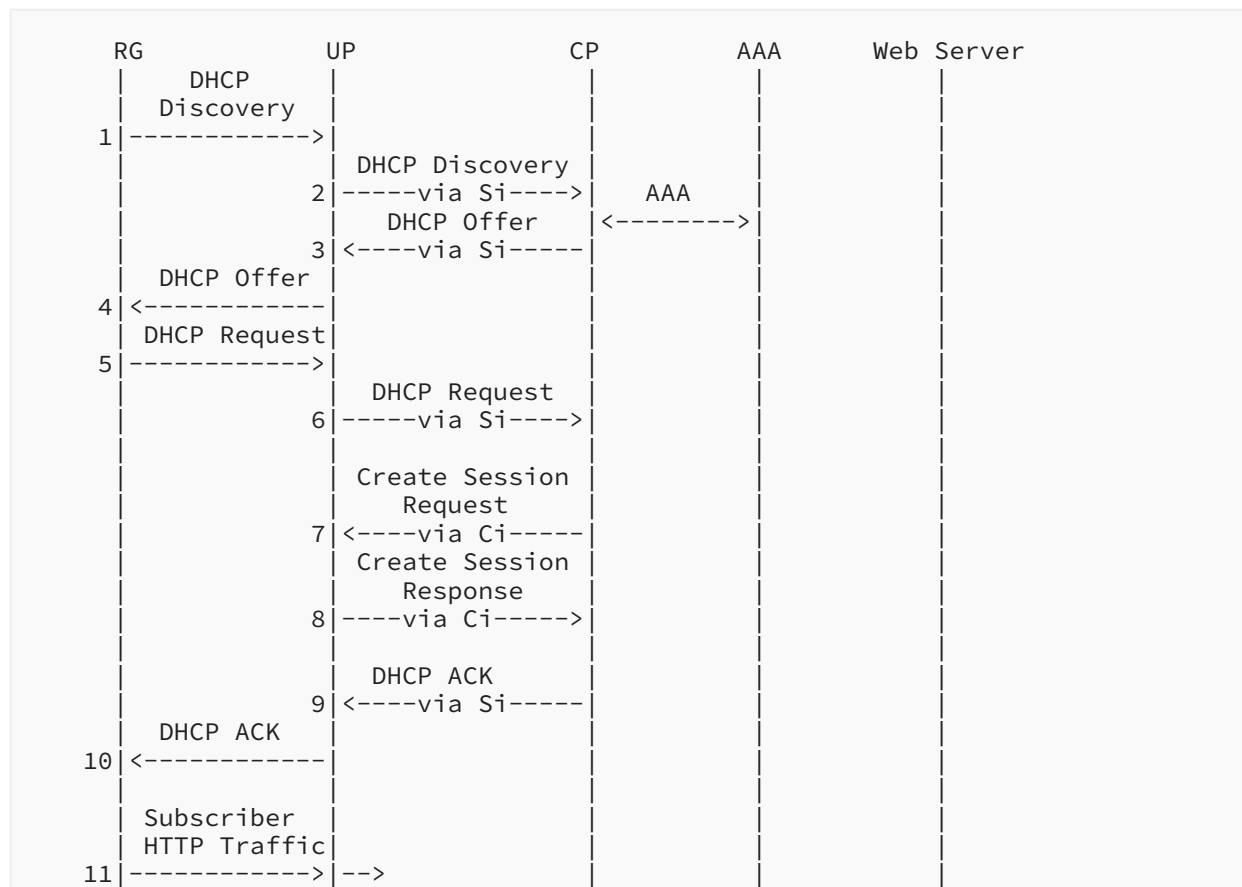 RG UP CP AAA Web Server
| DHCP | | | |
| Discovery | | | |
1|------------>| | | |
| | DHCP Discovery | | |
| 2|-----via Si---->| AAA | |
| | DHCP Offer |<-------->| |
| 3|<----via Si-----| | |
| DHCP Offer | | | |
4|<------------| | | |
| DHCP Request| | | |
5|------------>| | | |
| | DHCP Request | | |
| 6|-----via Si---->| | |
| | | | |
| | Create Session | | |
| | Request | | |
| 7|<----via Ci-----| | |
| | Create Session | | |
| | Response | | |
| 8|----via Ci----->| | |
| | | | |
| | DHCP ACK | | |
| 9|<----via Si-----| | |
| DHCP ACK | | | |
10|<------------| | | |
| | | | |
| Subscriber | | | |
| HTTP Traffic| | | |
11|------------>|--> | | |